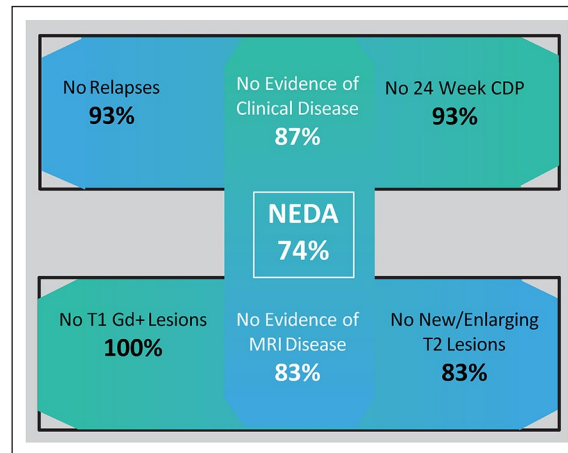 No Relapses
93%
No Evidence of
Clinical Disease
87%
No 24 Week CDP
93%
NEDA
74%
No T1 Gd+ Lesions
100%
No Evidence of
MRI Disease
83%
No New/Enlarging
T2 Lesions
83%